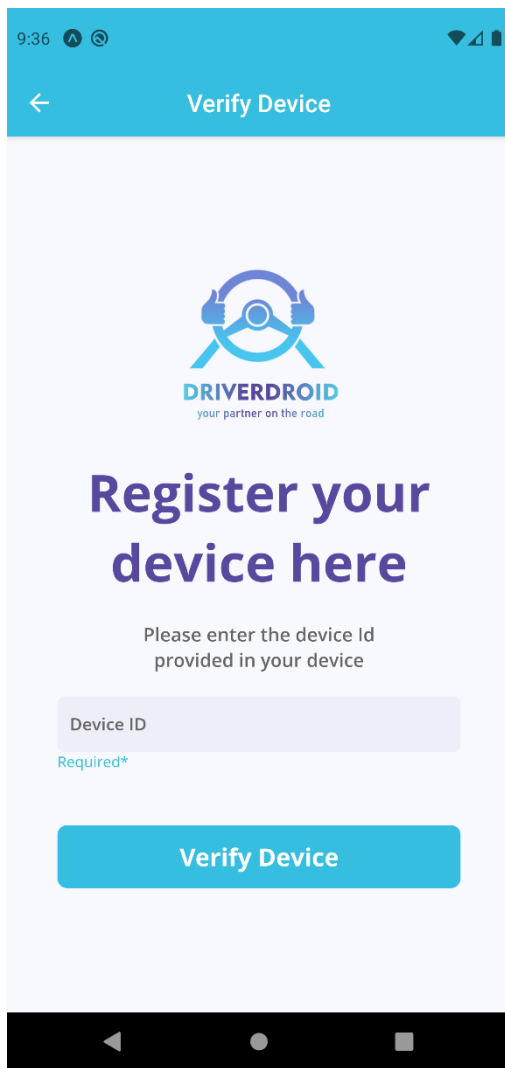 9:36
Verify Device
DRIVERDROID
your partner on the road
Register your
device here
Please enter the device Id
provided in your device
Device ID
Required*
Verify Device